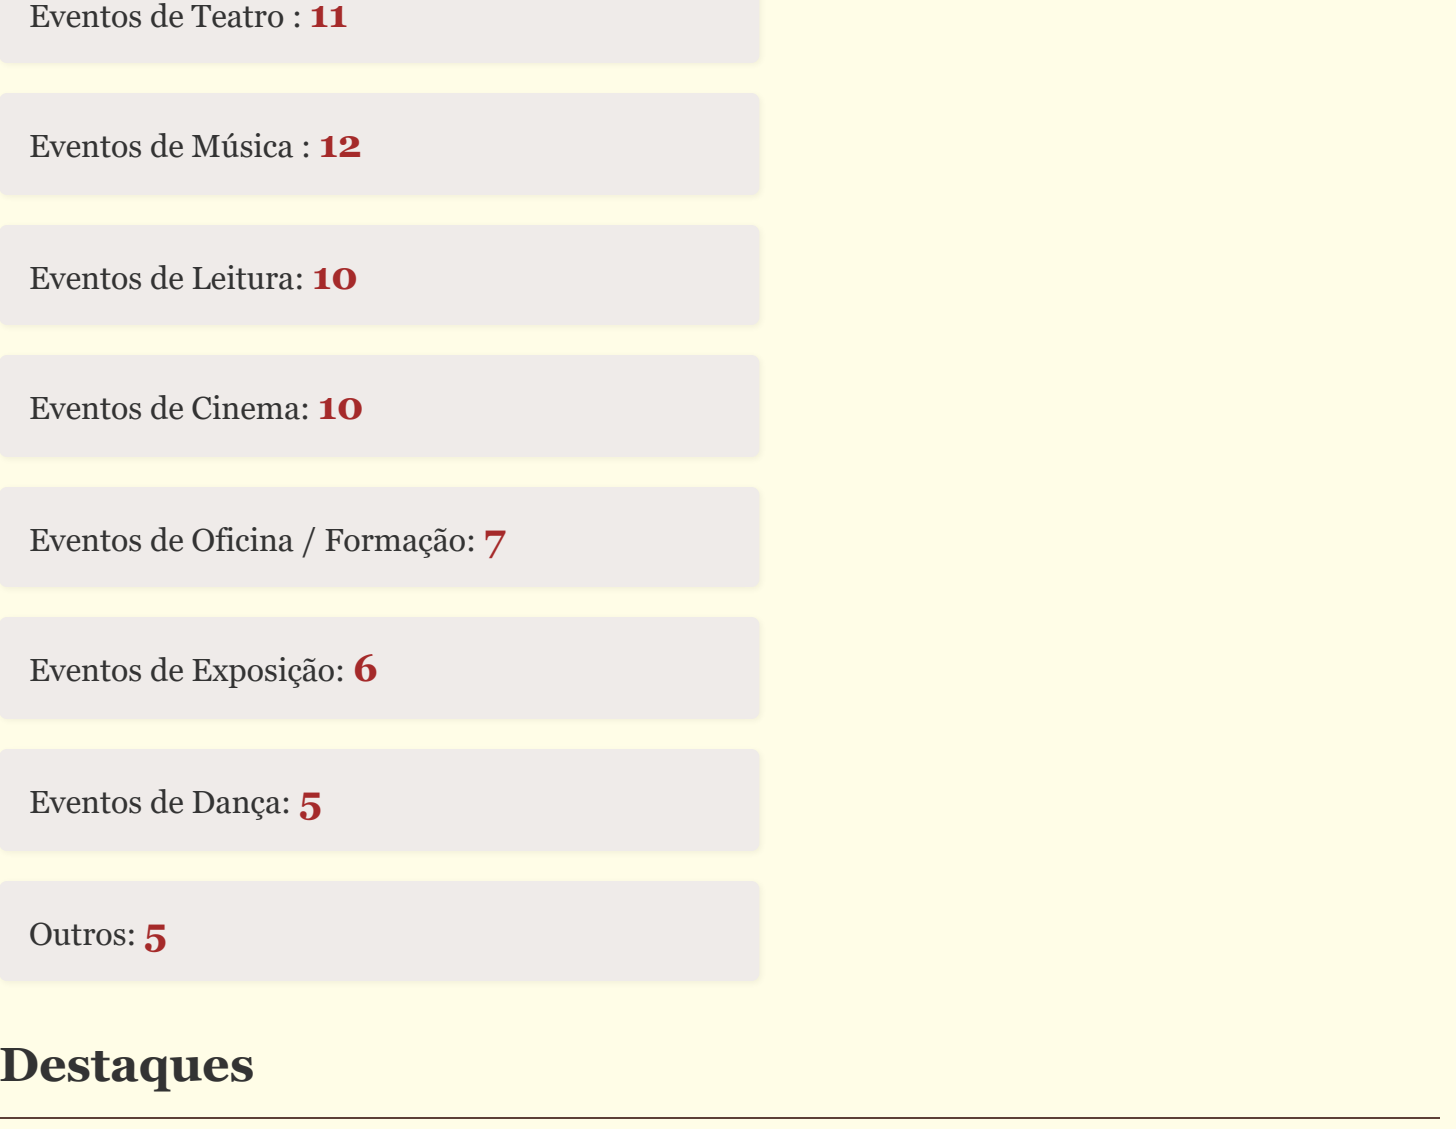 Eventos de Teatro : 11
Eventos de Música : 12
Eventos de Leitura: 10
Eventos de Cinema: 10
Eventos de Oficina / Formação: 7
Eventos de Exposição: 6
Eventos de Dança: 5
Outros: 5
Destaques